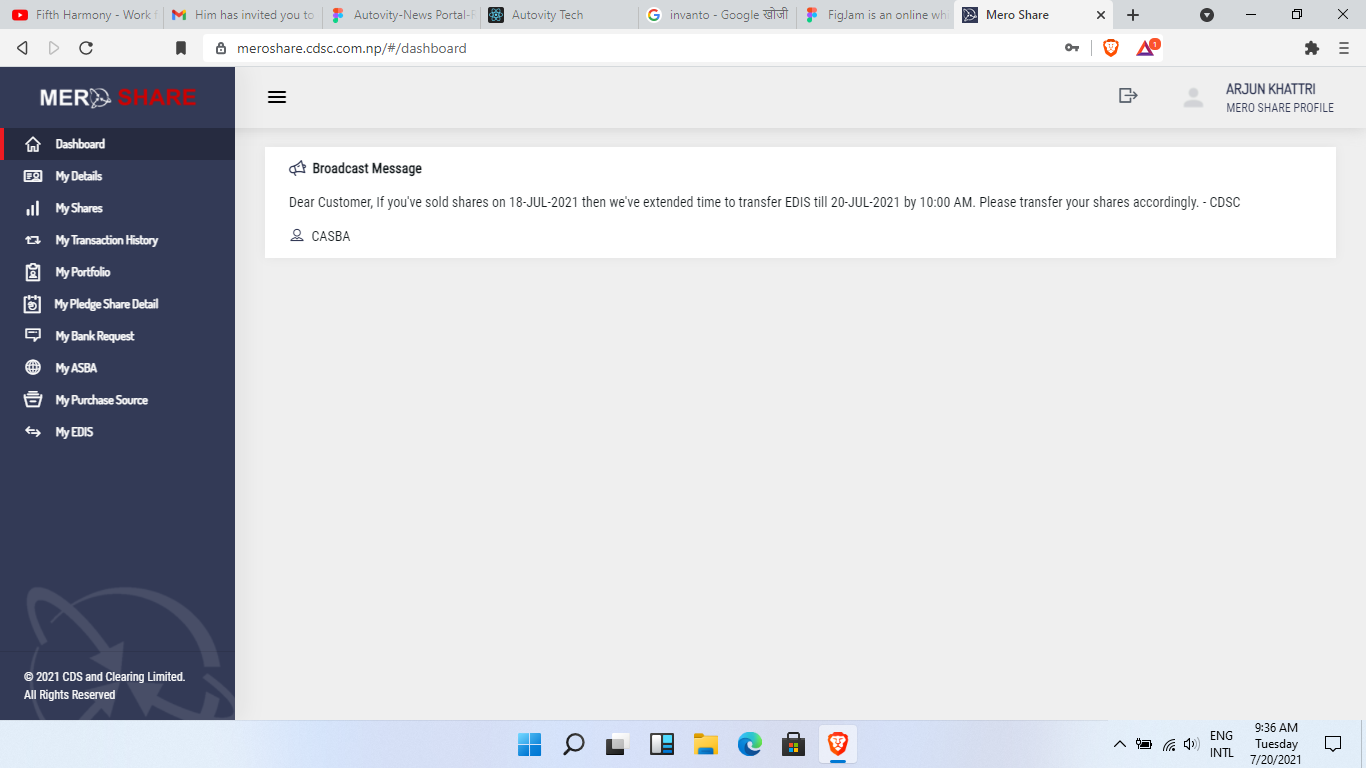 Fifth Harmony - Work f
Him has invited you to
Autovity-News Portal-F
Autovity Tech
invanto - Google खोजी
FigJam is an online wh
Mero Share
meroshare.cdsc.com.np/#/dashboard
1
MERO SHARE
ARJUN KHATTRI
MERO SHARE PROFILE
Dashboard
My Details
My Shares
My Transaction History
My Portfolio
My Pledge Share Detail
My Bank Request
My ASBA
My Purchase Source
My EDIS
Broadcast Message
Dear Customer, If you've sold shares on 18-JUL-2021 then we've extended time to transfer EDIS till 20-JUL-2021 by 10:00 AM. Please transfer your shares accordingly. - CDSC
CASBA
© 2021 CDS and Clearing Limited.
All Rights Reserved
ENG
INTL
9:36 AM
Tuesday
7/20/2021